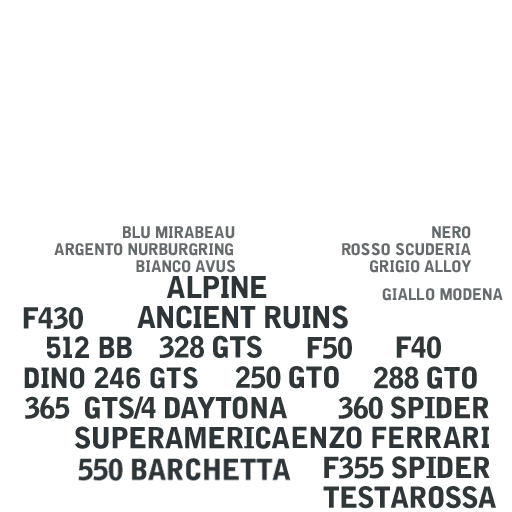 BLU MIRABEAU
NERO
ARGENTO NURBURGRING
ROSSO SCUDERIA
BIANCO AVUS
GRIGIO ALLOY
ALPINE
GIALLO MODENA
F430
ANCIENT RUINS
512 BB
328 GTS
F50
F40
DINO 246 GTS
250 GTO
288 GTO
365 GTS/4 DAYTONA
360 SPIDER
SUPERAMERICA
ENZO FERRARI
550 BARCHETTA
F355 SPIDER
TESTAROSSA